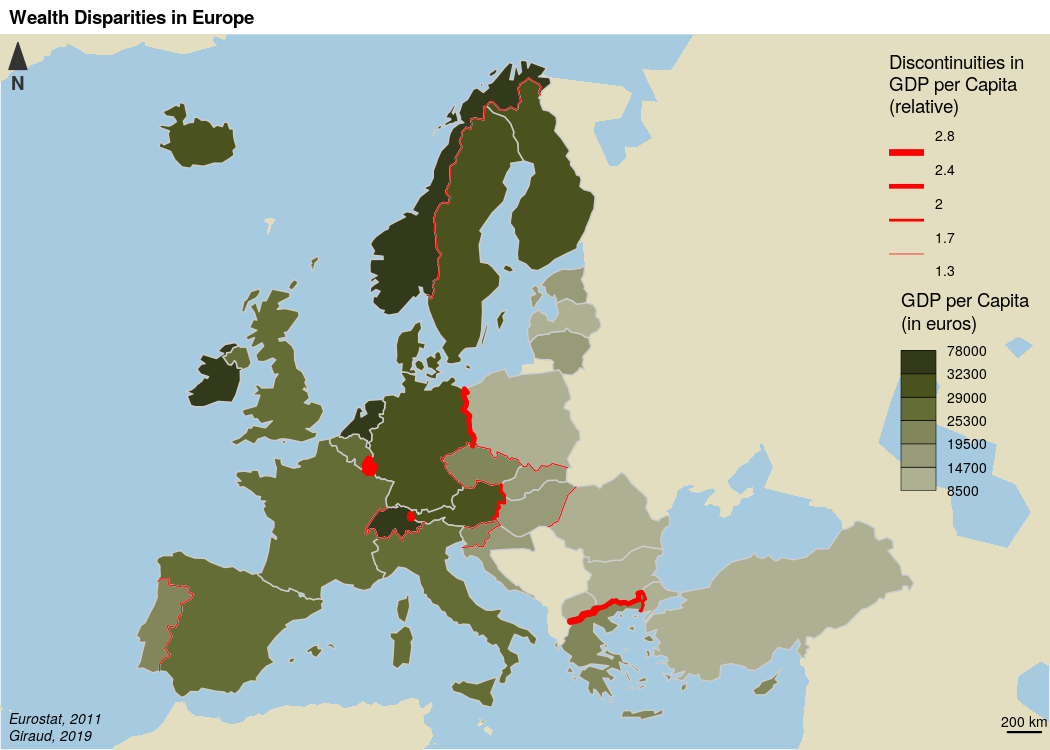 Wealth Disparities in Europe
N
Discontinuities in
GDP per Capita
(relative)
2.8
2.4
2
1.7
1.3
GDP per Capita
(in euros)
78000
32300
29000
25300
19500
14700
8500
Eurostat, 2011
Giraud, 2019
200 km